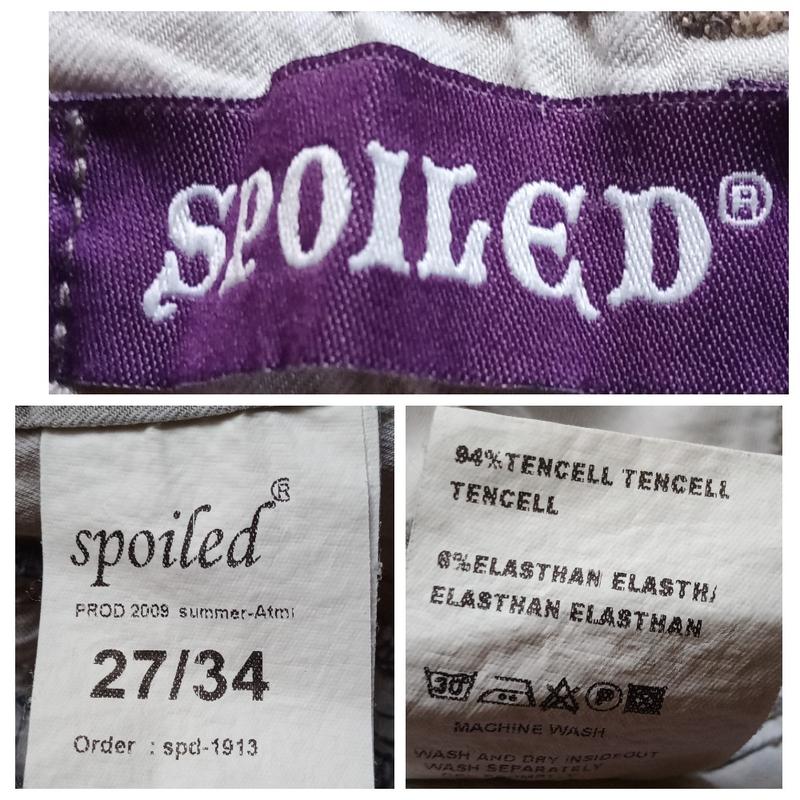 SPOILED®
spoiled®
PROD 2009 summer-Atmi
27/34
Order : spd-1913
94%TENCELL TENCELL
TENCELL
6%ELASTHAN ELASTH
ELASTHAN ELASTHAN
30 P
MACHINE WASH
WASH AND DRY INSIDEOUT
WASH SEPARATELY